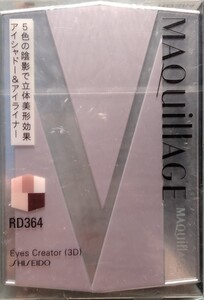 5色の陰影で立体美形効果
アイシャドー&アイライナー
RD364
Eyes Creator (3D)
SHISEIDO
MAQuillAGE
MAQuill